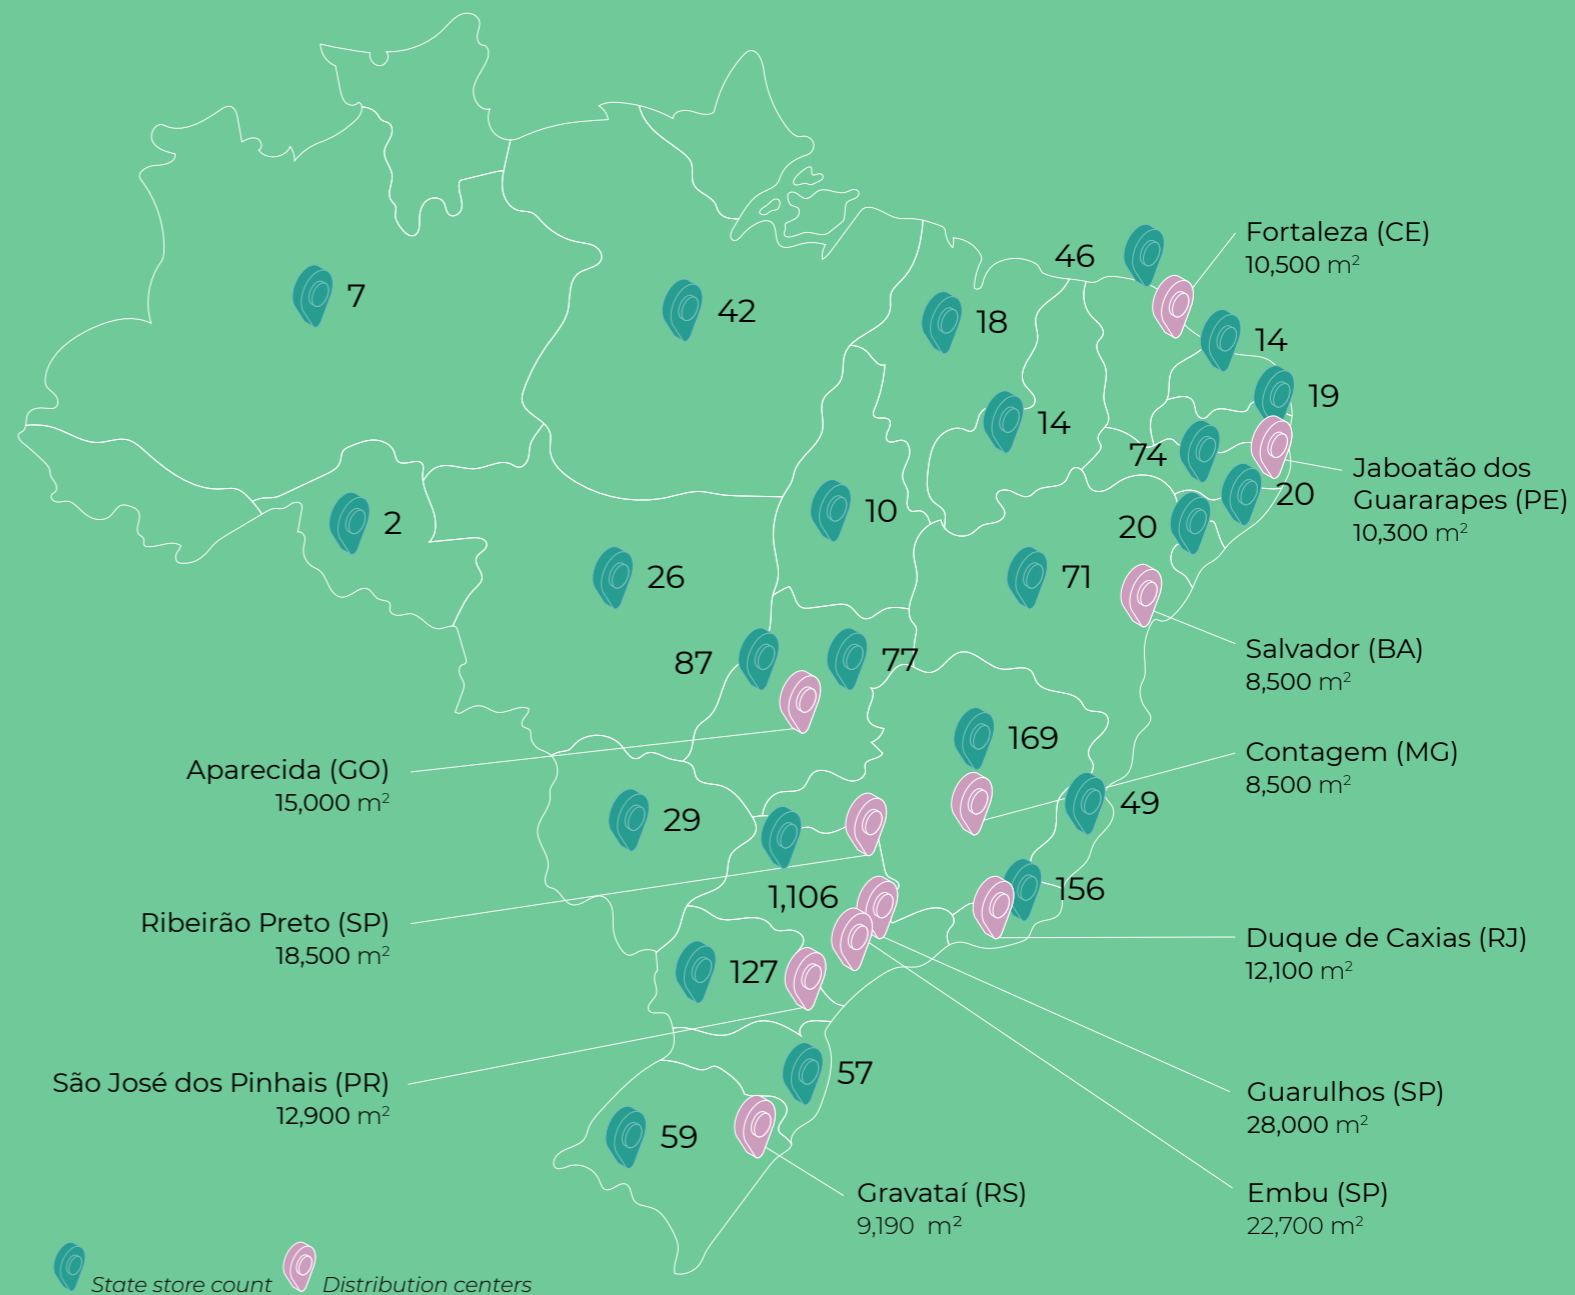 46
Fortaleza (CE)
10,500 m²
7
42
18
14
19
14
74
Jaboatão dos
Guararapes (PE)
10,300 m²
20
20
2
10
26
71
87
77
Salvador (BA)
8,500 m²
169
Contagem (MG)
8,500 m²
Aparecida (GO)
15,000 m²
49
29
1,106
156
Ribeirão Preto (SP)
18,500 m²
Duque de Caxias (RJ)
12,100 m²
127
São José dos Pinhais (PR)
12,900 m²
57
Guarulhos (SP)
28,000 m²
59
Gravataí (RS)
9,190 m²
Embu (SP)
22,700 m²
State store count
Distribution centers